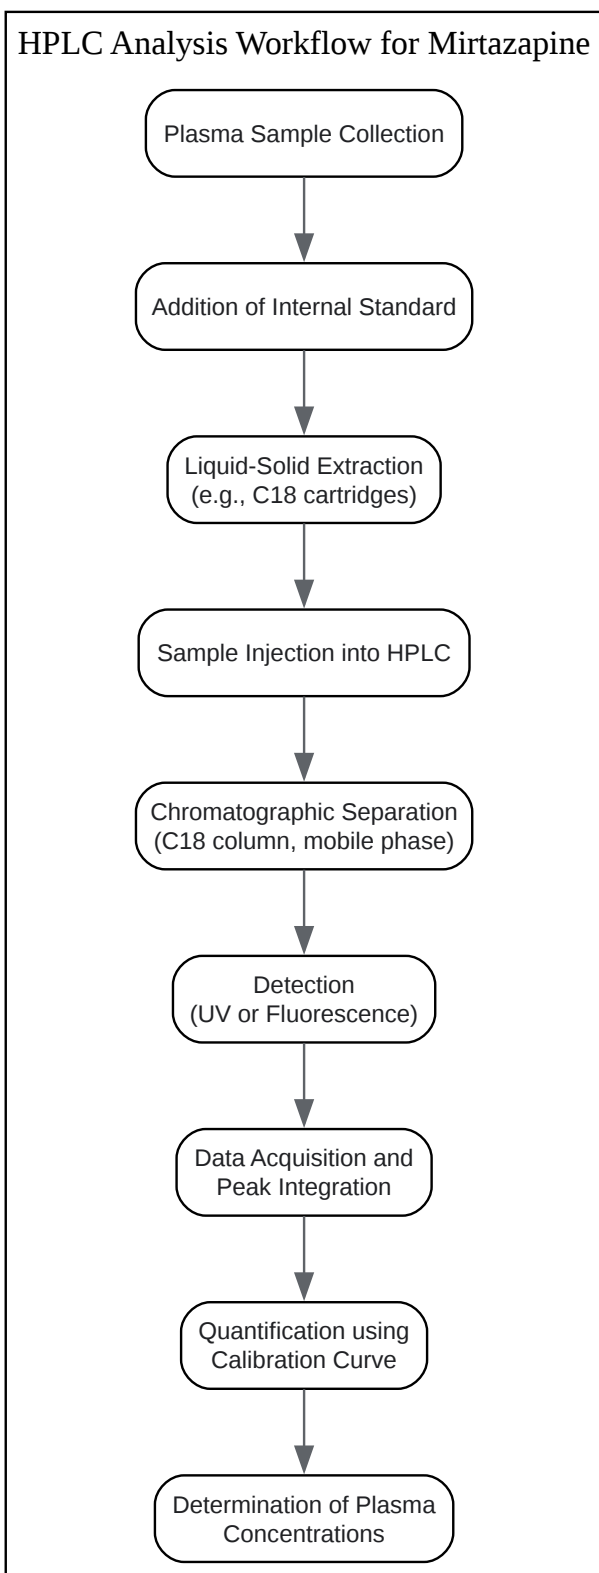 HPLC Analysis Workflow for Mirtazapine
Plasma Sample Collection
Addition of Internal Standard
Liquid-Solid Extraction
(e.g., C18 cartridges)
Sample Injection into HPLC
Chromatographic Separation
(C18 column, mobile phase)
Detection
(UV or Fluorescence)
Data Acquisition and
Peak Integration
Quantification using
Calibration Curve
Determination of Plasma
Concentrations